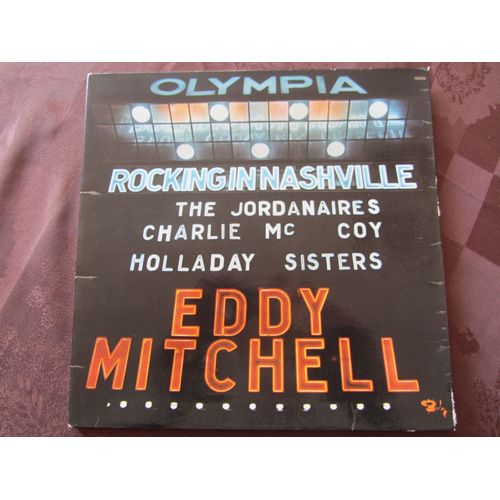 OLYMPIA
ROCKING IN NASHVILLE
THE JORDANAIRES
CHARLIE Mc COY
HOLLADAY SISTERS
EDDY
MITCHELL